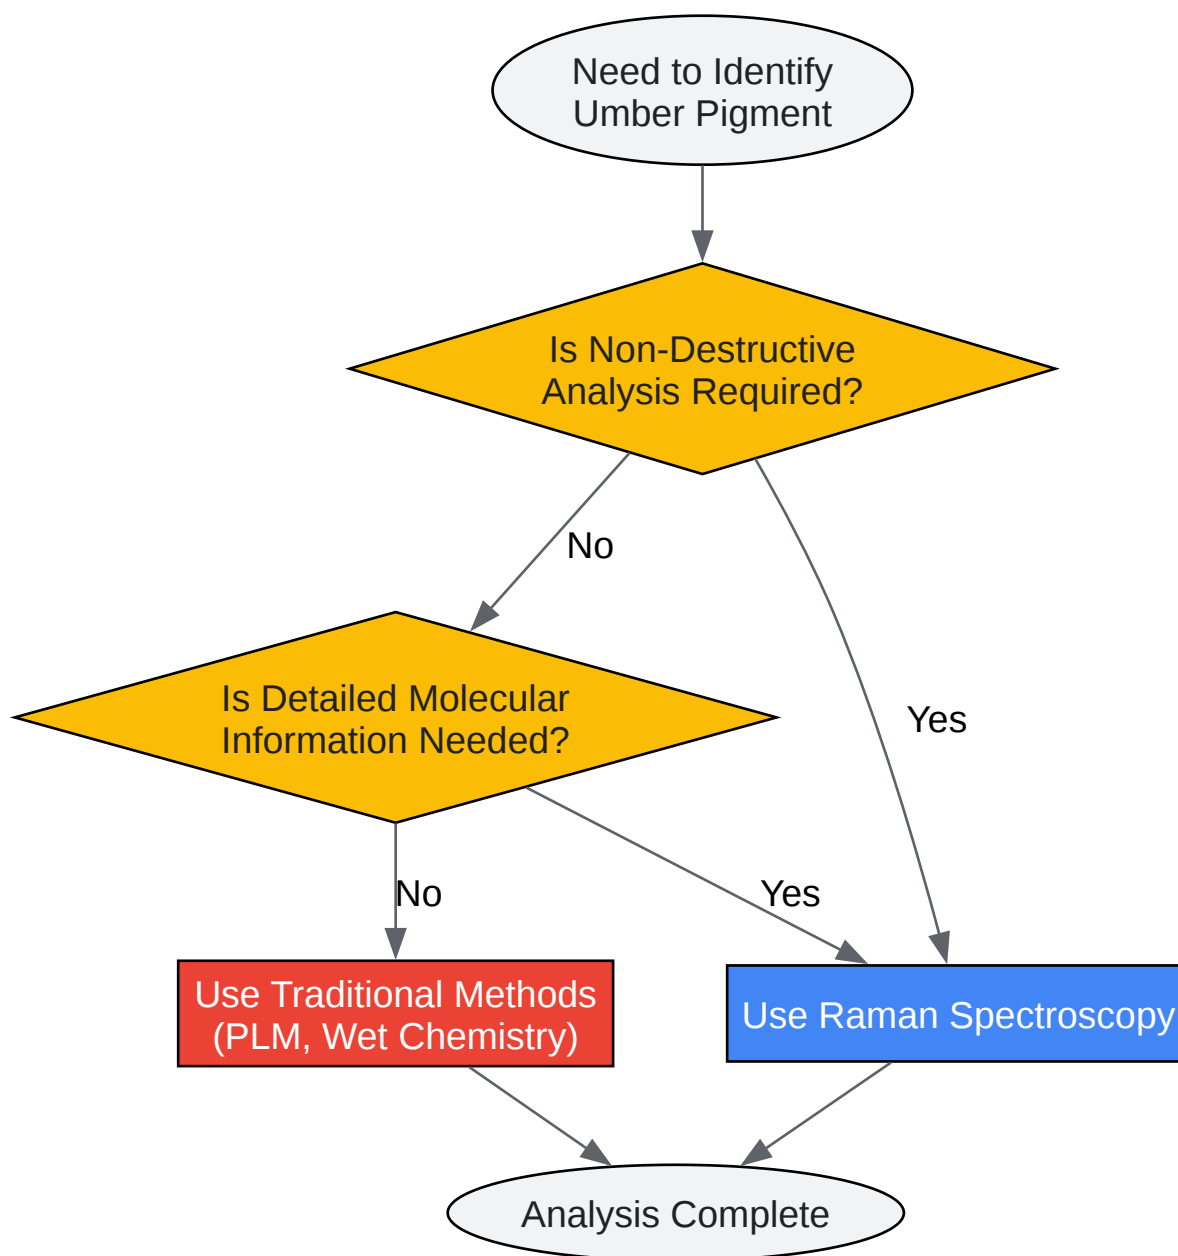 Need to Identify
Umber Pigment
Is Non-Destructive
Analysis Required?
No
Is Detailed Molecular
Information Needed?
Yes
No
Yes
Use Traditional Methods
(PLM, Wet Chemistry)
Use Raman Spectroscopy
Analysis Complete